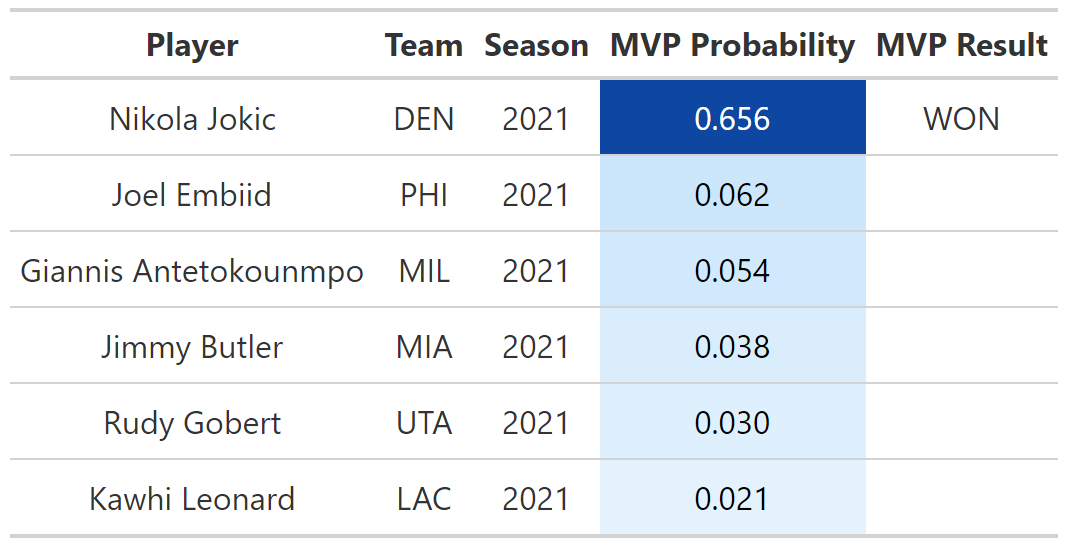 Player Team Season MVP Probability MVP Result
Nikola Jokic DEN 2021 0.656 WON
Joel Embiid PHI 2021 0.062
Giannis Antetokounmpo MIL 2021 0.054
Jimmy Butler MIA 2021 0.038
Rudy Gobert UTA 2021 0.030
Kawhi Leonard LAC 2021 0.021